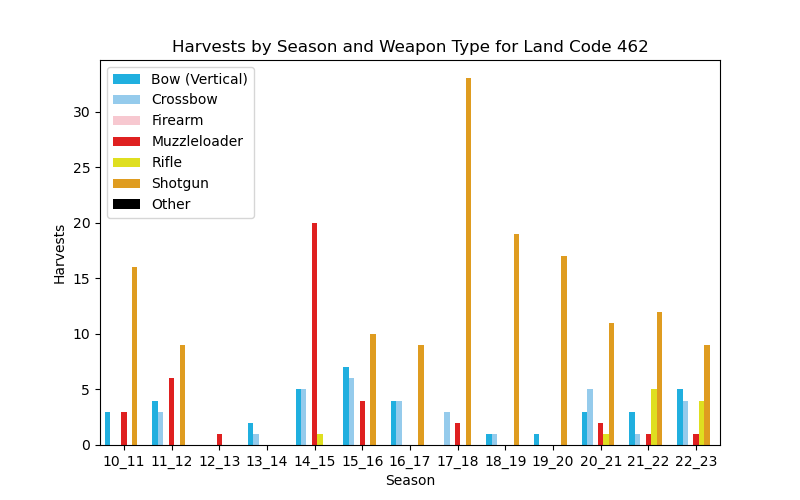 Harvests by Season and Weapon Type for Land Code 462
Bow (Vertical)
Crossbow
Firearm
Muzzleloader
Rifle
Shotgun
Other
Harvests
30
25
20
15
10
5
0
10_11 11_12 12_13 13_14 14_15 15_16 16_17 17_18 18_19 19_20 20_21 21_22 22_23
Season